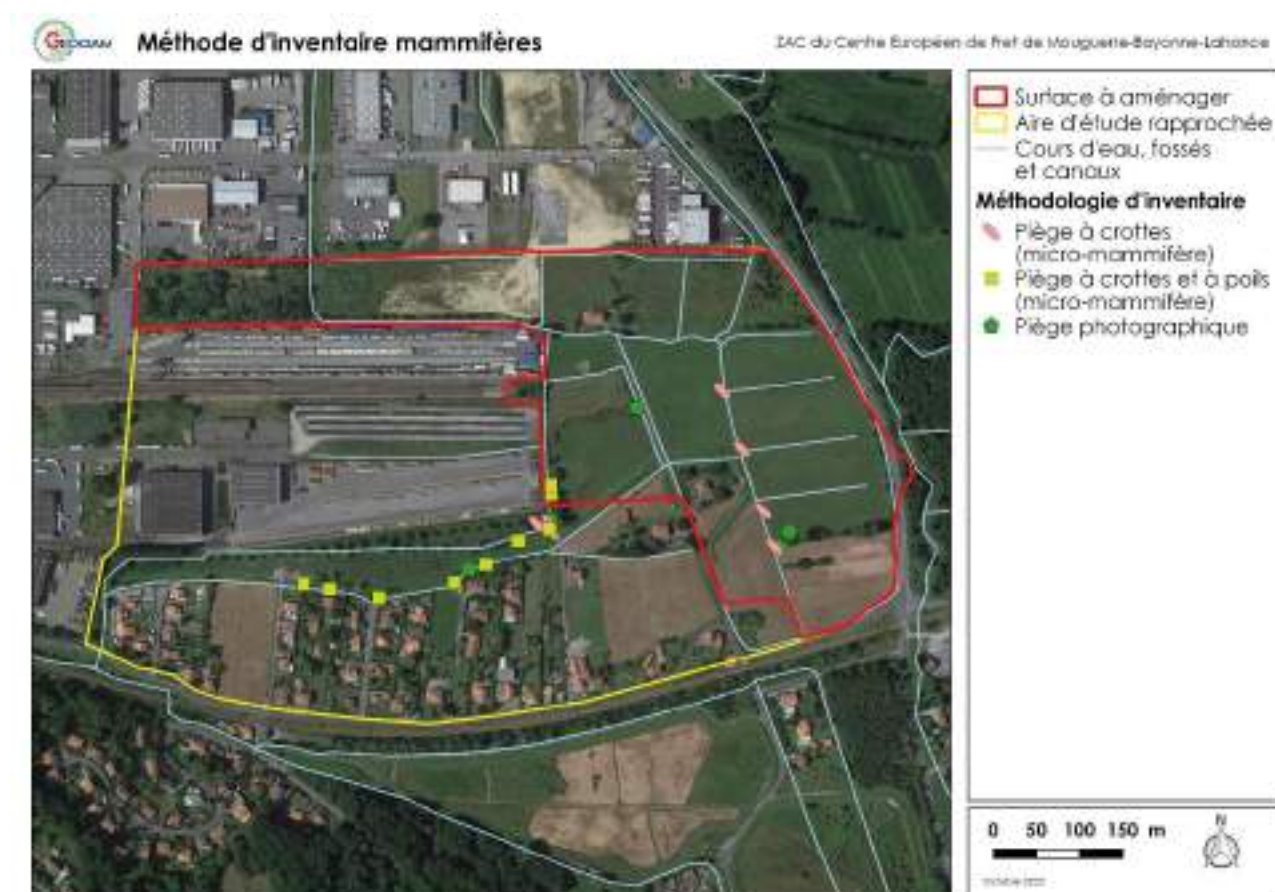 GEOCIAM
Méthode d'inventaire mammifères
ZAC du Centre Européen de Fret de Mouguerre-Bayonne-Lahonce
Surface à aménager
Aire d'étude rapprochée
Cours d'eau, fossés
et canaux
Méthodologie d'inventaire
Piège à crottes
(micro-mammifère)
Piège à crottes et à poils
(micro-mammifère)
Piège photographique
0 50 100 150 m
N